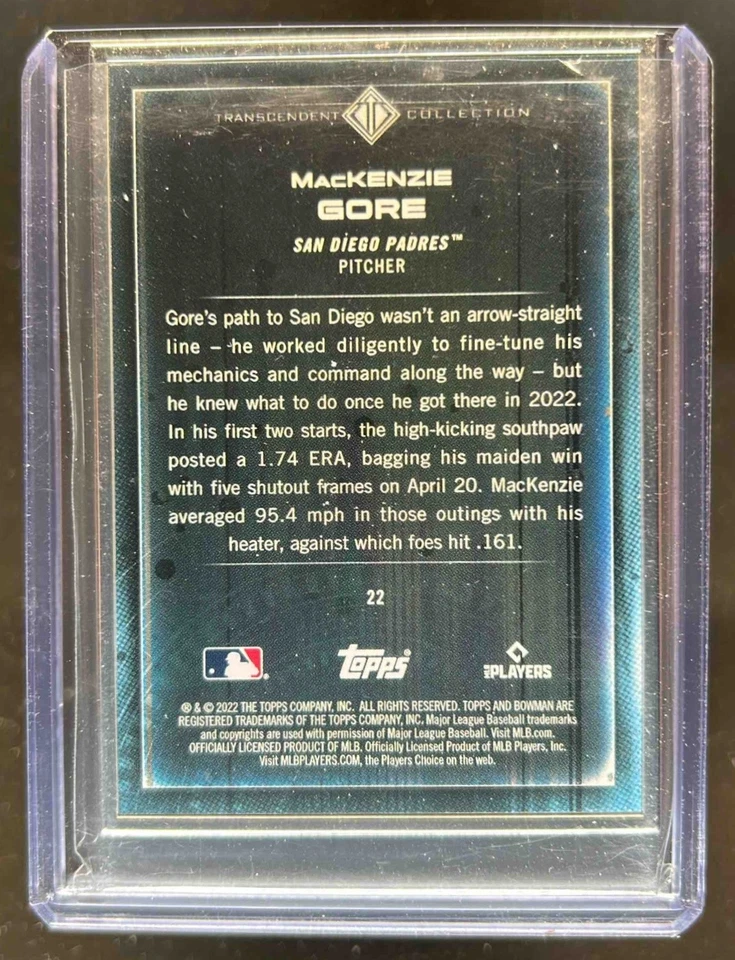 TRANSCENDENT COLLECTION
MacKENZIE
GORE
SAN DIEGO PADRES™
PITCHER
Gore's path to San Diego wasn't an arrow-straight
line – he worked diligently to fine-tune his
mechanics and command along the way – but
he knew what to do once he got there in 2022.
In his first two starts, the high-kicking southpaw
posted a 1.74 ERA, bagging his maiden win
with five shutout frames on April 20. MacKenzie
averaged 95.4 mph in those outings with his
heater, against which foes hit .161.
22
TOPPS® MLB PLAYERS
® & © 2022 THE TOPPS COMPANY, INC. ALL RIGHTS RESERVED. TOPPS AND BOWMAN ARE
REGISTERED TRADEMARKS OF THE TOPPS COMPANY, INC. Major League Baseball trademarks
and copyrights are used with permission of Major League Baseball. Visit MLB.com.
OFFICIALLY LICENSED PRODUCT OF MLB. Officially Licensed Product of MLB Players, Inc.
Visit MLBPLAYERS.COM, the Players Choice on the web.